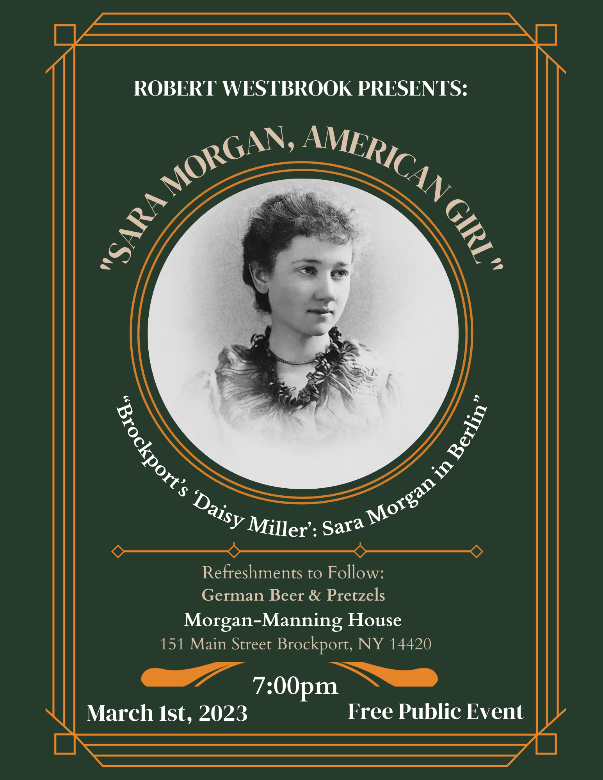 ROBERT WESTBROOK PRESENTS:
"SARA MORGAN, AMERICAN GIRL"
“Brockport’s ‘Daisy Miller’: Sara Morgan in Berlin”
Refreshments to Follow:
German Beer & Pretzels
Morgan-Manning House
151 Main Street Brockport, NY 14420
7:00pm
March 1st, 2023
Free Public Event